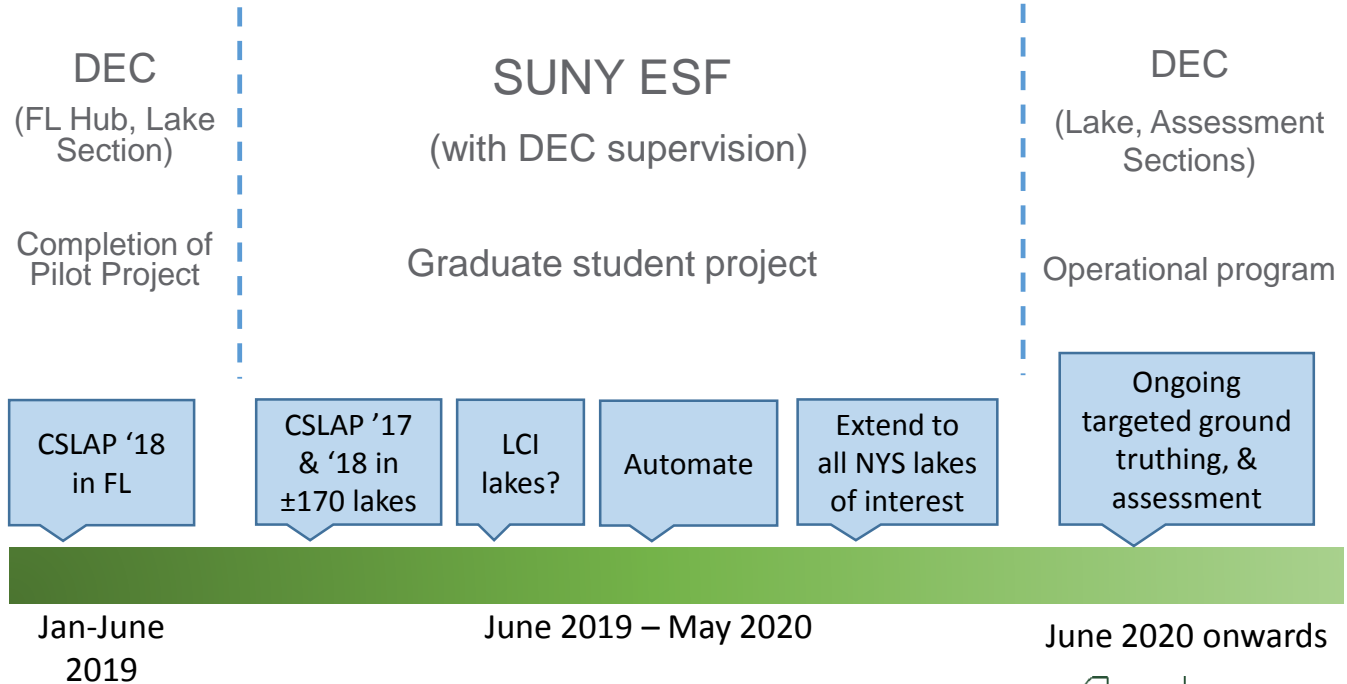 DEC
(FL Hub, Lake
Section)
Completion of
Pilot Project
SUNY ESF
(with DEC supervision)
Graduate student project
DEC
(Lake, Assessment
Sections)
Operational program
CSLAP ‘18
in FL
CSLAP ’17
& ‘18 in
±170 lakes
LCI
lakes?
Automate
Extend to
all NYS lakes
of interest
Ongoing
targeted ground
truthing, &
assessment
Jan-June
2019
June 2019 – May 2020
June 2020 onwards